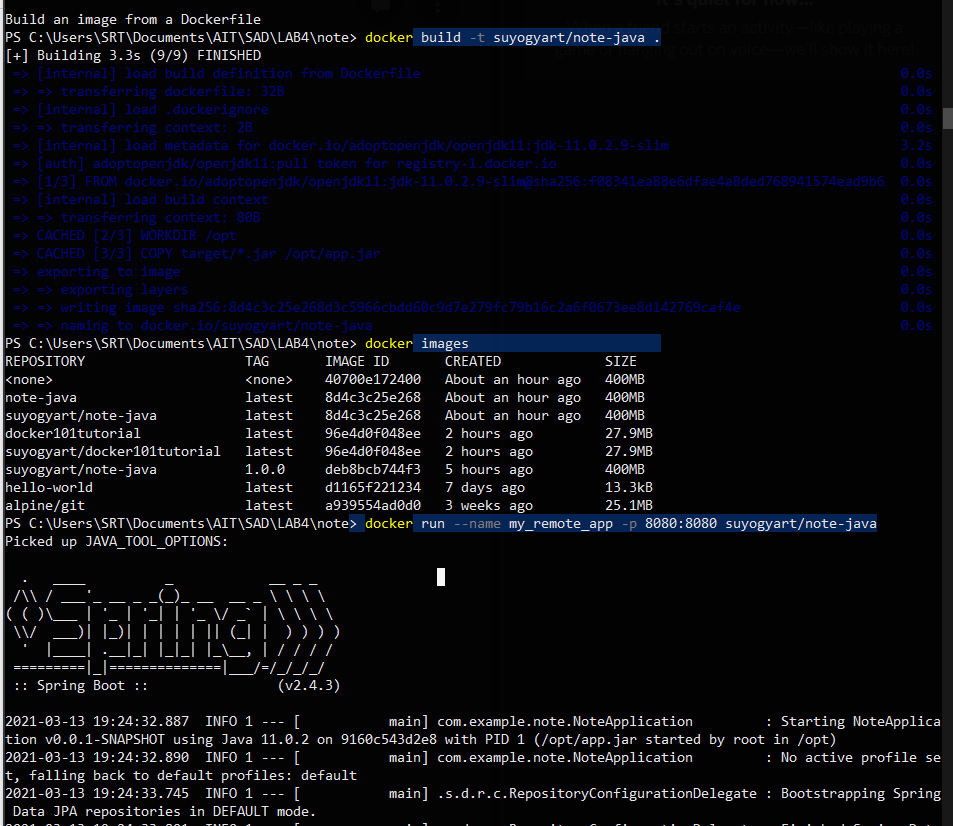 It's quiet for now...
Build an image from a Dockerfile
PS C:\Users\SRT\Documents\AIT\SAD\LAB4\note> docker build -t suyogyart/note-java .
[+] Building 3.3s (9/9) FINISHED
=> [internal] load build definition from Dockerfile 0.0s
=> => transferring dockerfile: 32B 0.0s
=> [internal] load .dockerignore 0.0s
=> => transferring context: 2B 0.0s
=> [internal] load metadata for docker.io/adoptopenjdk/openjdk11:jdk-11.0.2.9-slim 3.2s
=> [auth] adoptopenjdk/openjdk11:pull token for registry-1.docker.io 0.0s
=> [1/3] FROM docker.io/adoptopenjdk/openjdk11:jdk-11.0.2.9-slim@sha256:f08341ea88e6dfae4a8ded768941574ead9b6 0.0s
=> [internal] load build context 0.0s
=> => transferring context: 80B 0.0s
=> CACHED [2/3] WORKDIR /opt 0.0s
=> CACHED [3/3] COPY target/*.jar /opt/app.jar 0.0s
=> exporting to image 0.0s
=> => exporting layers 0.0s
=> => writing image sha256:8d4c3c25e268d3c5966cbdd60c9d7e279fc79b16c2a6f0673ee8d142769caf4e 0.0s
=> => naming to docker.io/suyogyart/note-java 0.0s
PS C:\Users\SRT\Documents\AIT\SAD\LAB4\note> docker images
REPOSITORY TAG IMAGE ID CREATED SIZE
<none> <none> 40700e172400 About an hour ago 400MB
note-java latest 8d4c3c25e268 About an hour ago 400MB
suyogyart/note-java latest 8d4c3c25e268 About an hour ago 400MB
docker101tutorial latest 96e4d0f048ee 2 hours ago 27.9MB
suyogyart/docker101tutorial latest 96e4d0f048ee 2 hours ago 27.9MB
suyogyart/note-java 1.0.0 deb8bcb744f3 5 hours ago 400MB
hello-world latest d1165f221234 7 days ago 13.3kB
alpine/git latest a939554ad0d0 3 weeks ago 25.1MB
PS C:\Users\SRT\Documents\AIT\SAD\LAB4\note> docker run --name my_remote_app -p 8080:8080 suyogyart/note-java
Picked up JAVA_TOOL_OPTIONS:
Spring
:: Spring Boot :: (v2.4.3)
2021-03-13 19:24:32.887 INFO 1 --- [ main] com.example.note.NoteApplication : Starting NoteApplica
tion v0.0.1-SNAPSHOT using Java 11.0.2 on 9160c543d2e8 with PID 1 (/opt/app.jar started by root in /opt)
2021-03-13 19:24:32.890 INFO 1 --- [ main] com.example.note.NoteApplication : No active profile se
t, falling back to default profiles: default
2021-03-13 19:24:33.745 INFO 1 --- [ main] .s.d.r.c.RepositoryConfigurationDelegate : Bootstrapping Spring
Data JPA repositories in DEFAULT mode.